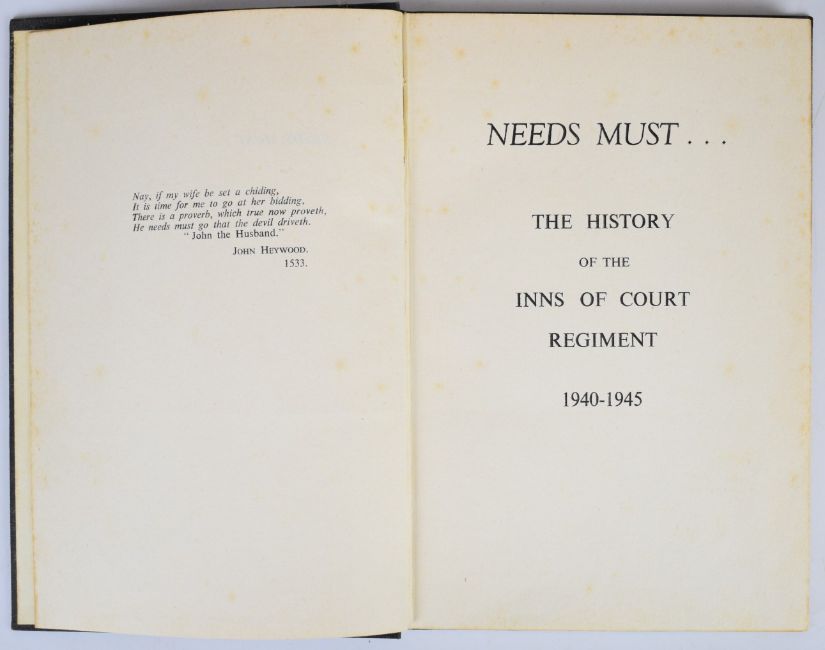 Nay, if my wife be set a chiding,
It is time for me to go at her bidding,
There is a proverb, which true now proveth,
He needs must go that the devil driveth.
" John the Husband."
JOHN HEYWOOD.
1533.
NEEDS MUST . . .
THE HISTORY
OF THE
INNS OF COURT
REGIMENT
1940-1945